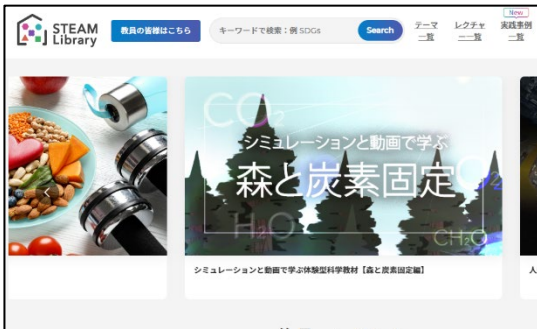 STEAM
Library
教員の皆様はこちら
キーワードで検索：例 SDGs
Search
テーマ
一覧
レクチャ
ー一覧
New
実践事例
一覧
CO2
シミュレーションと動画で学ぶ
森と炭素固定
H2O
CH2O
シミュレーションと動画で学ぶ体験型科学教材【森と炭素固定編】
人